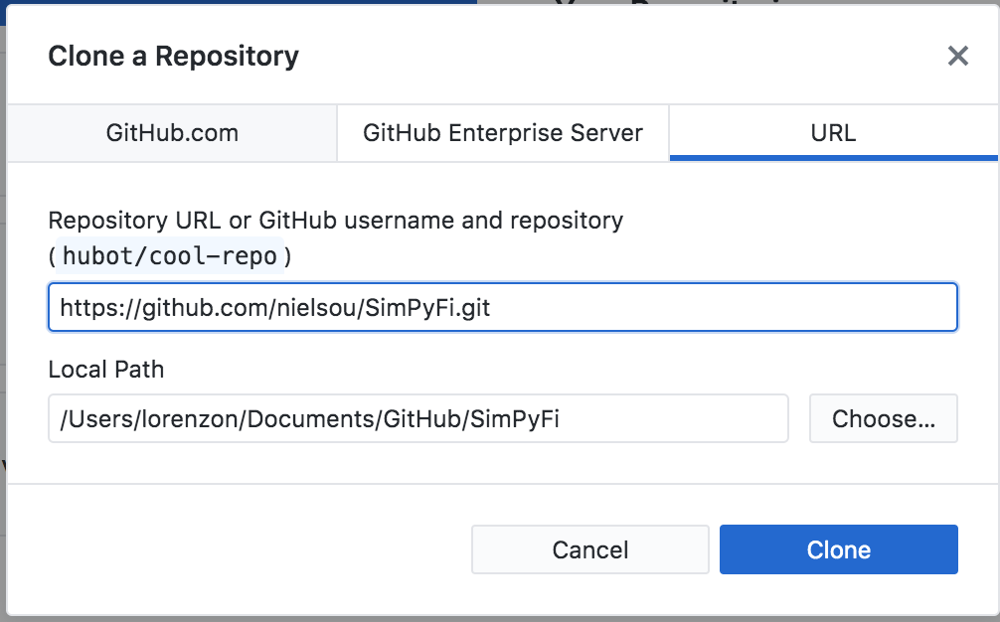 Clone a Repository
GitHub.com
GitHub Enterprise Server
URL
Repository URL or GitHub username and repository
(hubot/cool-repo)
https://github.com/nielsou/SimPyFi.git
Local Path
/Users/lorenzon/Documents/GitHub/SimPyFi
Choose...
Cancel
Clone